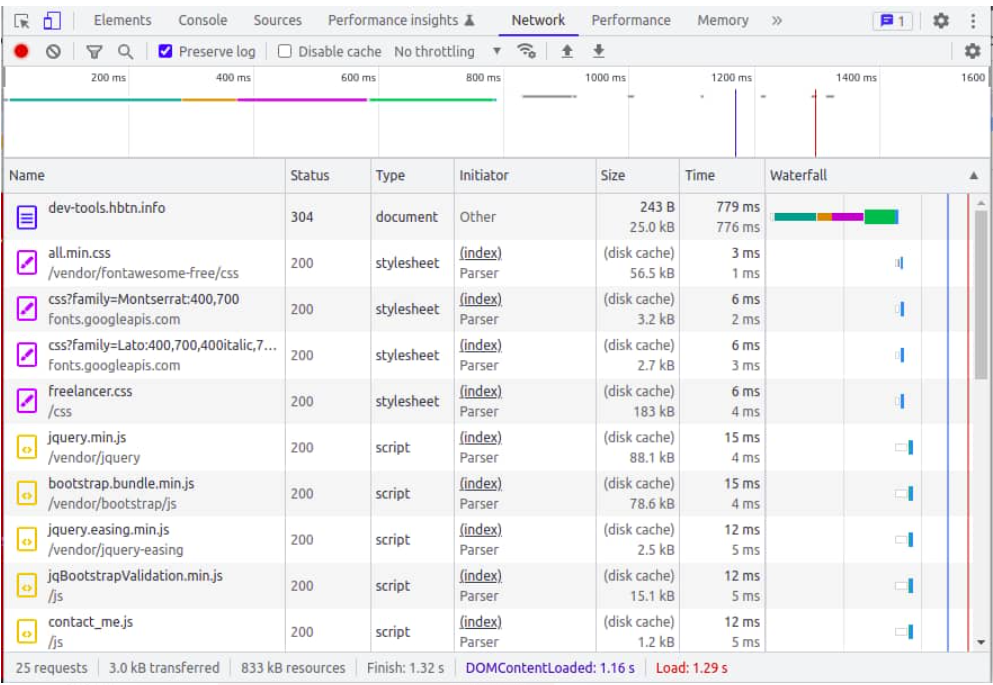 Elements Console Sources Performance insights Network Performance Memory » 1
Preserve log Disable cache No throttling
200 ms 400 ms 600 ms 800 ms 1000 ms 1200 ms 1400 ms 1600
Name Status Type Initiator Size Time Waterfall
dev-tools.hbtn.info 304 document Other 243 B 779 ms
25.0 kB 776 ms
all.min.css 200 stylesheet (index) (disk cache) 3 ms
/vendor/fontawesome-free/css Parser 56.5 kB 1 ms
css?family=Montserrat:400,700 200 stylesheet (index) (disk cache) 6 ms
fonts.googleapis.com Parser 3.2 kB 2 ms
css?family=Lato:400,700,400italic,7... 200 stylesheet (index) (disk cache) 6 ms
fonts.googleapis.com Parser 2.7 kB 3 ms
freelancer.css 200 stylesheet (index) (disk cache) 6 ms
/css Parser 183 kB 4 ms
jquery.min.js 200 script (index) (disk cache) 15 ms
/vendor/jquery Parser 88.1 kB 4 ms
bootstrap.bundle.min.js 200 script (index) (disk cache) 15 ms
/vendor/bootstrap/js Parser 78.6 kB 4 ms
jquery.easing.min.js 200 script (index) (disk cache) 12 ms
/vendor/jquery-easing Parser 2.5 kB 5 ms
jqBootstrapValidation.min.js 200 script (index) (disk cache) 12 ms
/js Parser 15.1 kB 5 ms
contact_me.js 200 script (index) (disk cache) 12 ms
/js Parser 1.2 kB 5 ms
25 requests 3.0 kB transferred 833 kB resources Finish: 1.32 s DOMContentLoaded: 1.16 s Load: 1.29 s